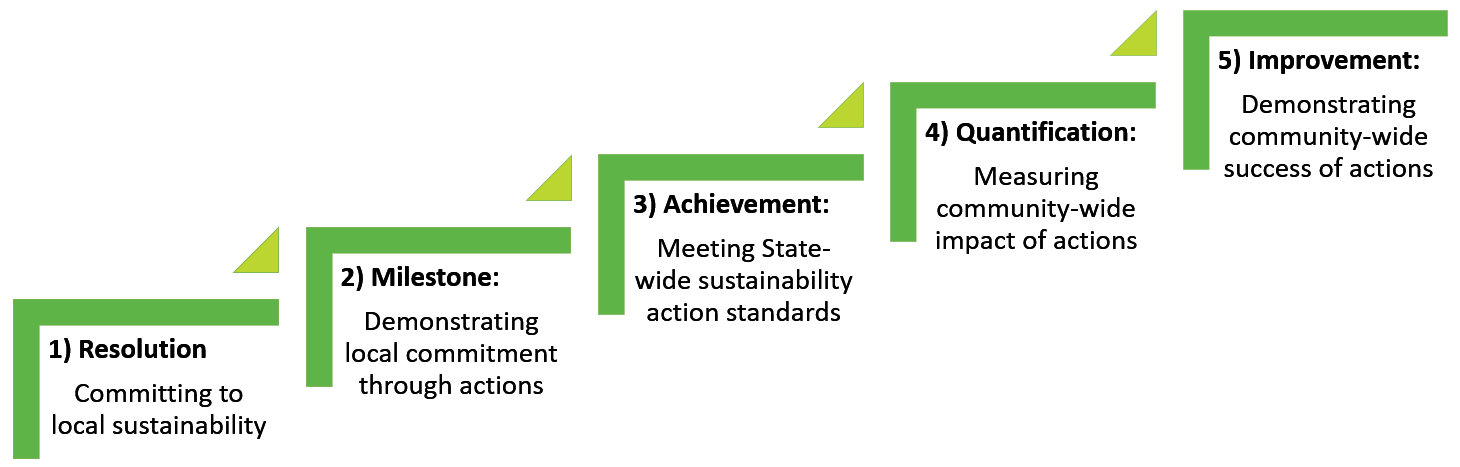 1) Resolution
Committing to
local sustainability
2) Milestone:
Demonstrating
local commitment
through actions
3) Achievement:
Meeting State-
wide sustainability
action standards
4) Quantification:
Measuring
community-wide
impact of actions
5) Improvement:
Demonstrating
community-wide
success of actions